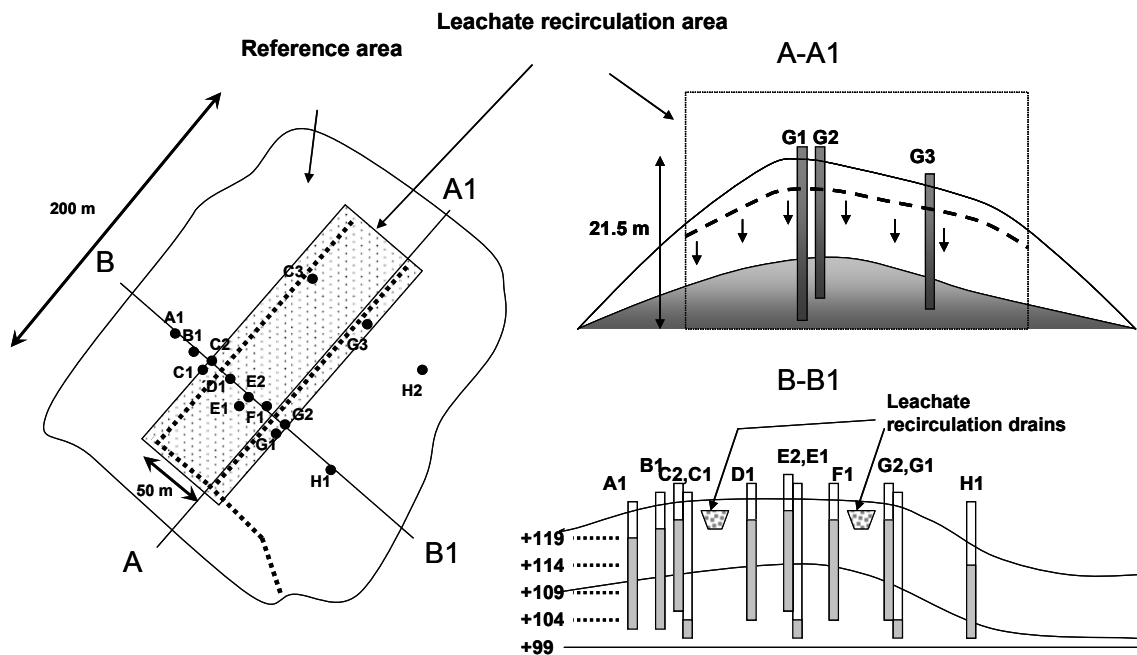 Leachate recirculation area
Reference area
200 m
A1
B
C3
A1
B1
C2
G3
C1
D1
E2
H2
E1
F1
G2
G1
50 m
H1
A
B1
A-A1
G1 G2
G3
21.5 m
B-B1
Leachate
recirculation drains
A1
B1
C2,C1
D1
E2,E1
F1
G2,G1
H1
+119
+114
+109
+104
+99